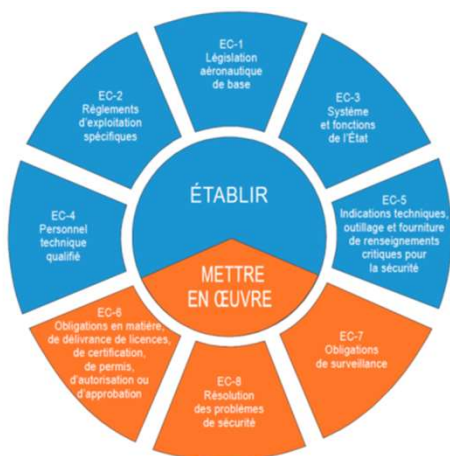 EC-1
Législation
aéronautique
de base
EC-2
Règlements
d'exploitation
spécifiques
EC-3
Système
et fonctions
de l'État
EC-4
Personnel
technique
qualifié
ÉTABLIR
EC-5
Indications techniques,
outillage et fourniture
de renseignements
critiques pour
la sécurité
METTRE
EN ŒUVRE
EC-6
Obligations en matière,
de délivrance de licences,
de certification,
de permis,
d'autorisation ou
d'approbation
EC-7
Obligations
de surveillance
EC-8
Résolution
des problèmes
de sécurité